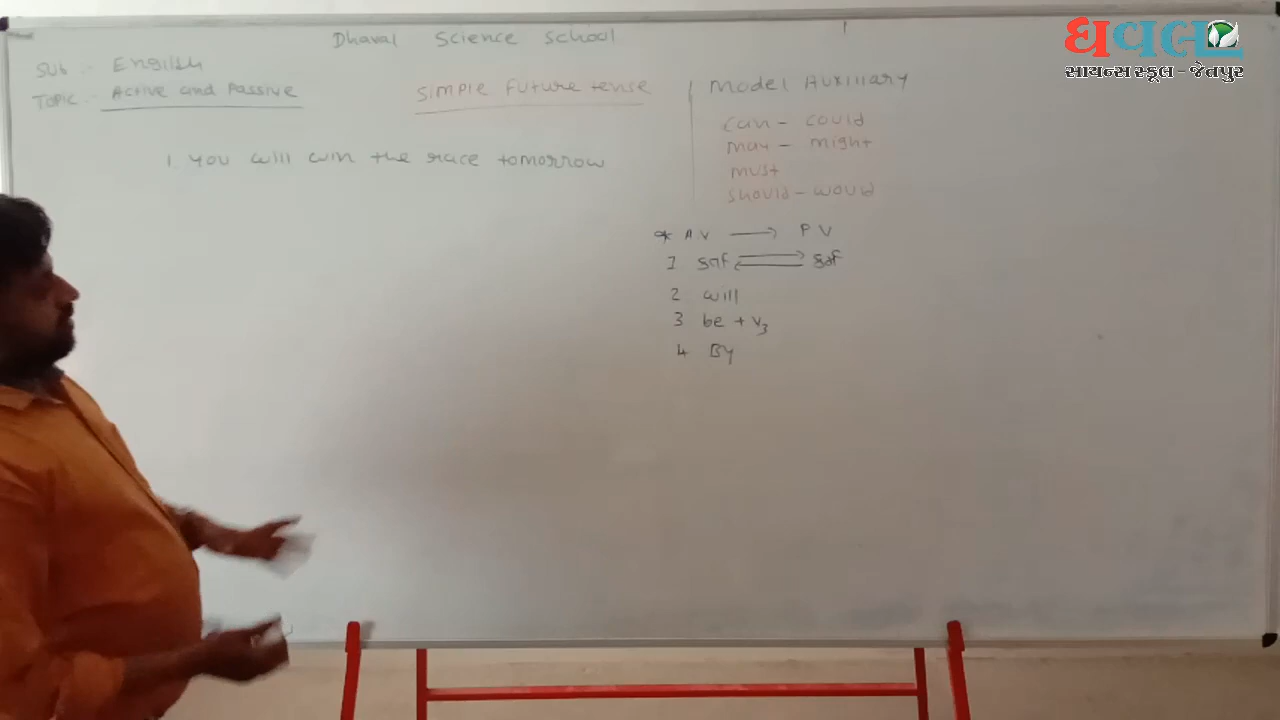 Dhaval Science School
ધવલ
સાયન્સ સ્કૂલ - જેતપુર
Sub :- English
Topic :- Active and Passive
Simple Future tense
Model Auxiliary
can - could
may - might
must
should - would
1. you will win the race tomorrow
* A V → P V
1 કર્તા ⇌ કર્મ
2 will
3 be + V3
4 By